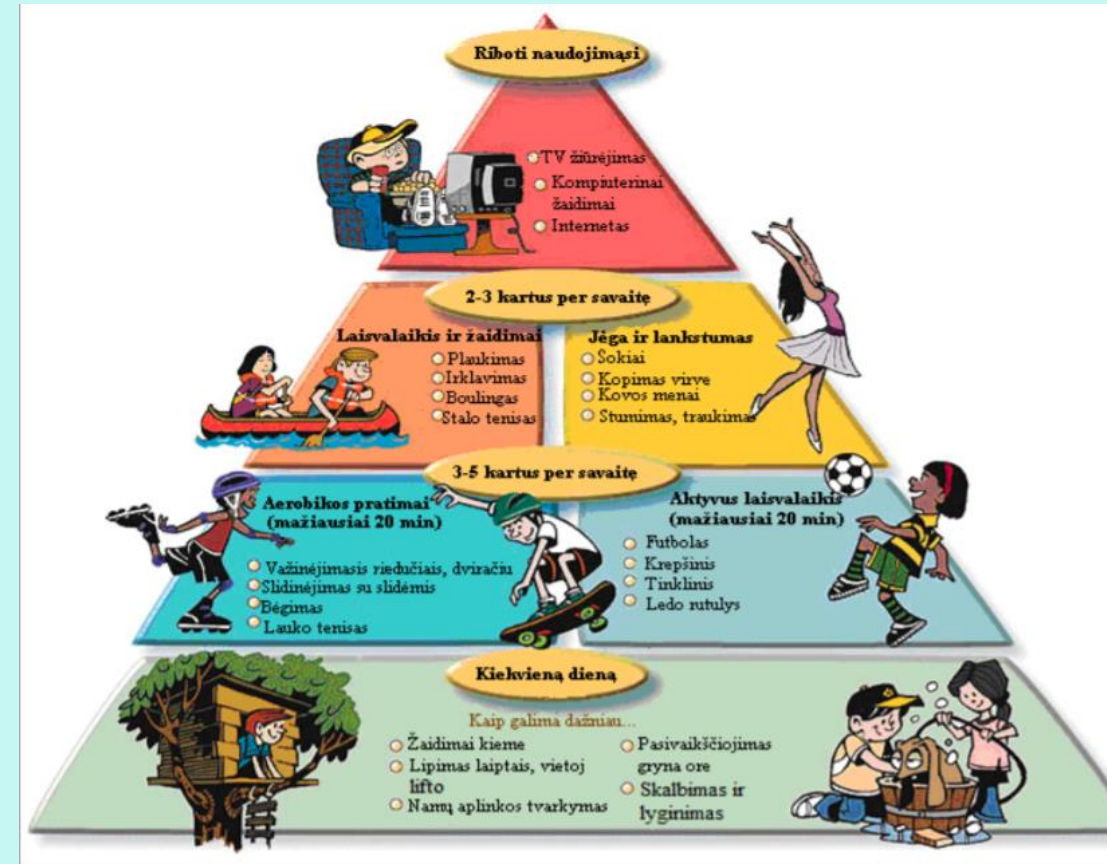 Riboti naudojimąsi
TV žiūrėjimas
Kompiuterinai
žaidimai
Internetas
2-3 kartus per savaitę
Laisvalaikis ir žaidimai
Plaukimas
Irklavimas
Boulingas
Stalo tenisas
Jėga ir lankstumas
Šokiai
Kopimas virve
Kovos menai
Stumimas, traukimas
3-5 kartus per savaitę
Aerobikos pratimai
(mažiausiai 20 min)
Važinėjimasis riedučiais, dviračiu
Slidinėjimas su slidėmis
Bėgimas
Lauko tenisas
Aktyvus laisvalaikis
(mažiausiai 20 min)
Futbolas
Krepšinis
Tinklinis
Ledo rutulys
Kiekvieną dieną
Kaip galima dažniau...
Žaidimai kieme
Lipimas laiptais, vietoj
lifto
Namų aplinkos tvarkymas
Pasivaikščiojimas
gryna ore
Skalbimas ir
lyginimas